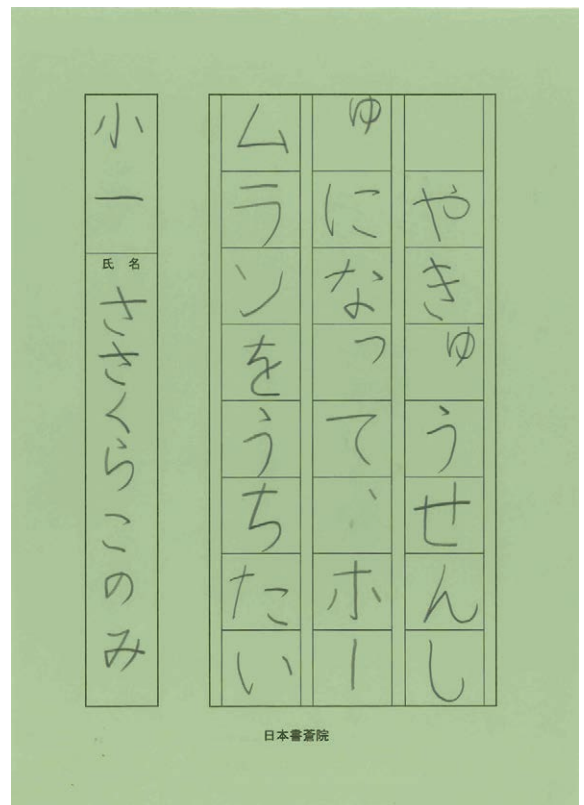 やきゅうせんし
ゅになって、ホー
ムランをうちたい
小一
氏名
ささくらこのみ
日本書蒼院